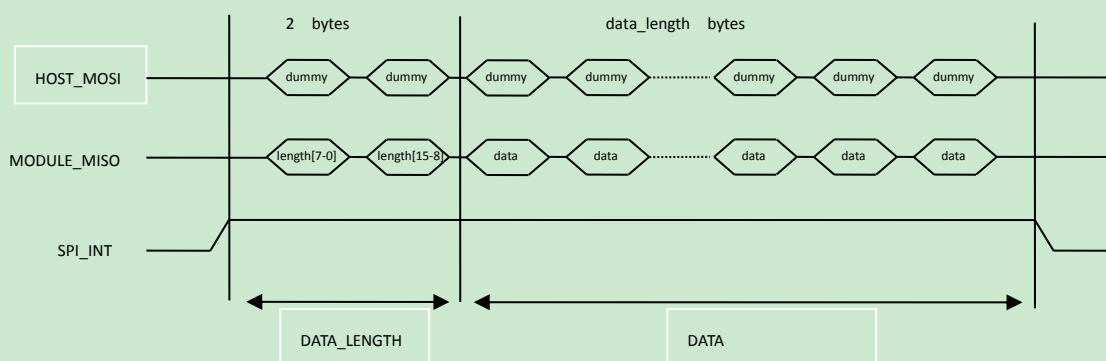 2 bytes data_length bytes
HOST_MOSI dummy dummy dummy dummy dummy dummy dummy
MODULE_MISO length[7-0] length[15-8] data data data data data
SPI_INT
DATA_LENGTH DATA